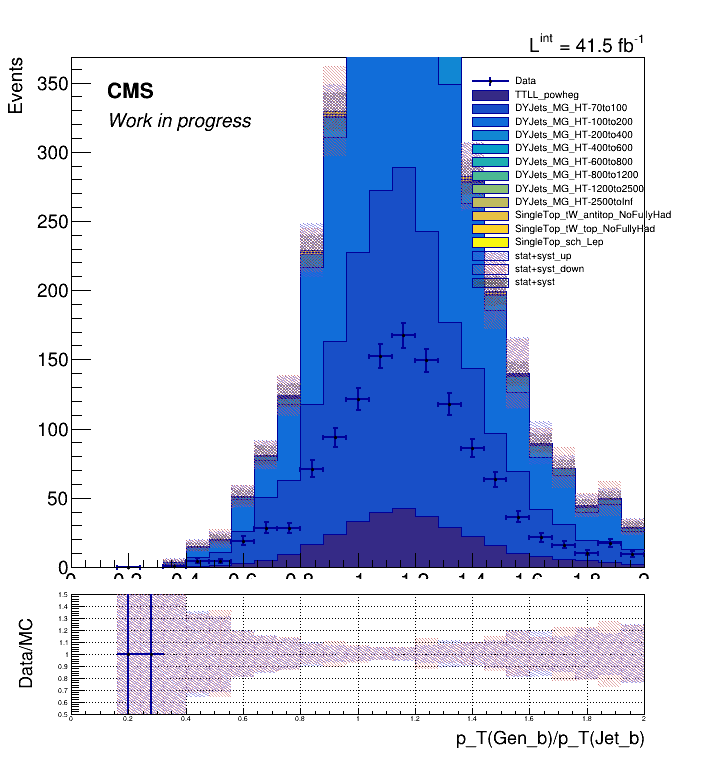 L^int = 41.5 fb^-1
Events
CMS
Work in progress
Data
TTLL_powheg
DYJets_MG_HT-70to100
DYJets_MG_HT-100to200
DYJets_MG_HT-200to400
DYJets_MG_HT-400to600
DYJets_MG_HT-600to800
DYJets_MG_HT-800to1200
DYJets_MG_HT-1200to2500
DYJets_MG_HT-2500toInf
SingleTop_tW_antitop_NoFullyHad
SingleTop_tW_top_NoFullyHad
SingleTop_sch_Lep
stat+syst_up
stat+syst_down
stat+syst
350
300
250
200
150
100
50
0
0 0.2 0.4 0.6 0.8 1 1.2 1.4 1.6 1.8 2
Data/MC
1.5
1.4
1.3
1.2
1.1
1
0.9
0.8
0.7
0.6
0.5
0 0.2 0.4 0.6 0.8 1 1.2 1.4 1.6 1.8 2
p_T(Gen_b)/p_T(Jet_b)